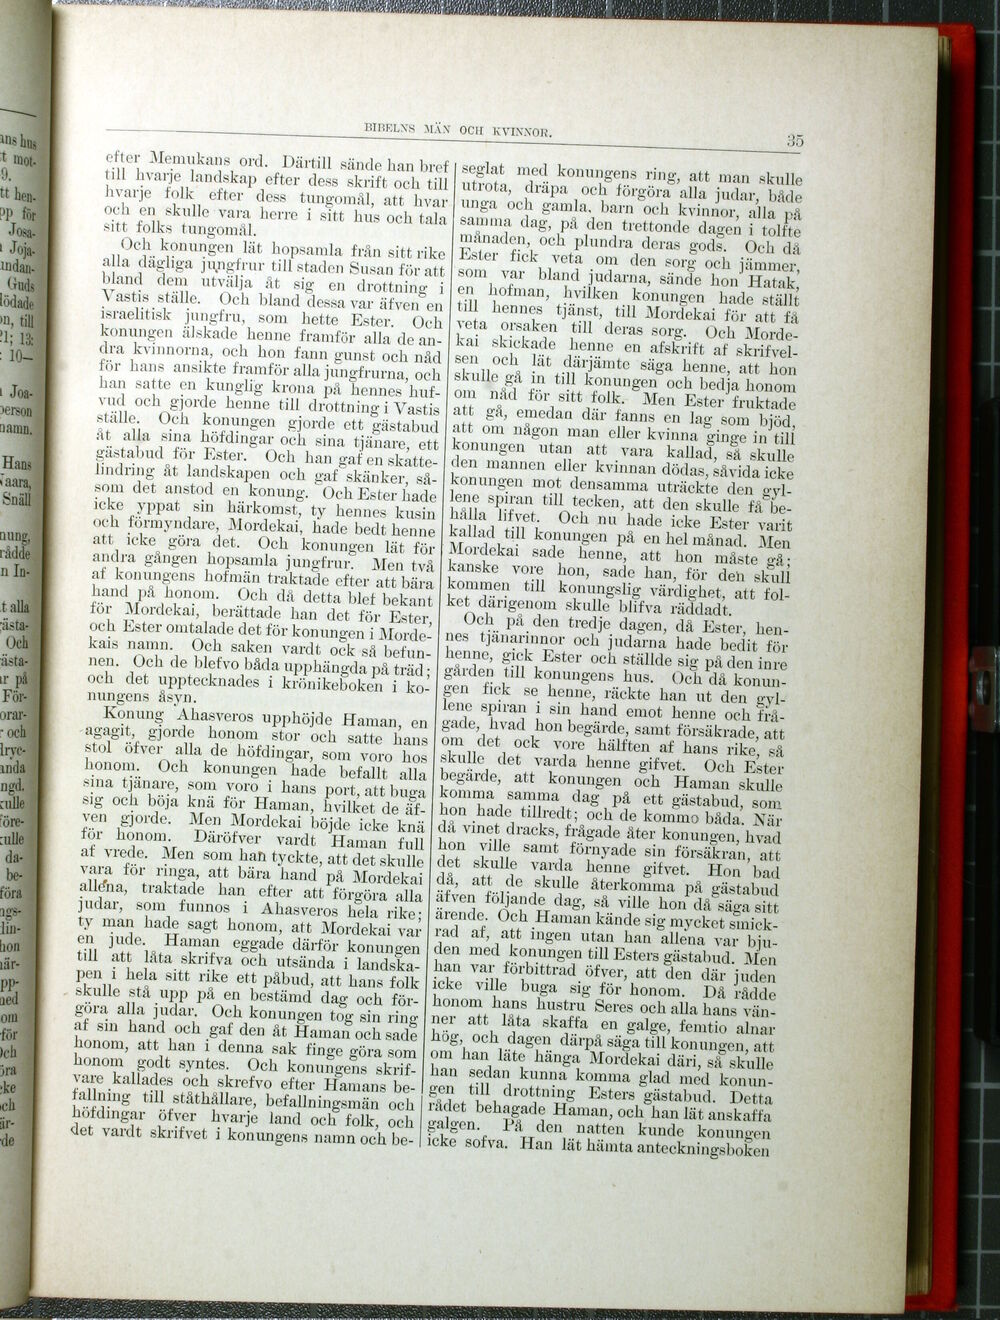 BIBELNS MÄN OCH KVINNOR.
35
efter Memukans ord. Därtill sände han bref
till hvarje landskap efter dess skrift och till
hvarje folk efter dess tungomål, att hvar
och en skulle vara herre i sitt hus och tala
sitt folks tungomål.
Och konungen lät hopsamla från sitt rike
alla dägliga jungfrur till staden Susan för att
bland dem utvälja åt sig en drottning i
Vastis ställe. Och bland dessa var äfven en
israelitisk jungfru, som hette Ester. Och
konungen älskade henne framför alla de an-
dra kvinnorna, och hon fann gunst och nåd
för hans ansikte framför alla jungfrurna, och
han satte en kunglig krona på hennes huf-
vud och gjorde henne till drottning i Vastis
ställe. Och konungen gjorde ett gästabud
åt alla sina höfdingar och sina tjänare, ett
gästabud för Ester. Och han gaf en skatte-
lindring åt landskapen och gaf skänker, så-
som det anstod en konung. Och Ester hade
icke yppat sin härkomst, ty hennes kusin
och förmyndare, Mordekai, hade bedt henne
att icke göra det. Och konungen lät för
andra gången hopsamla jungfrur. Men två
af konungens hofmän traktade efter att bära
hand på honom. Och då detta blef bekant
för Mordekai, berättade han det för Ester,
och Ester omtalade det för konungen i Morde-
kais namn. Och saken vardt ock så befun-
nen. Och de blefvo båda upphängda på träd;
och det upptecknades i krönikeboken i ko-
nungens åsyn.
Konung Ahasveros upphöjde Haman, en
agagit, gjorde honom stor och satte hans
stol öfver alla de höfdingar, som voro hos
honom. Och konungen hade befallt alla
sina tjänare, som voro i hans port, att buga
sig och böja knä för Haman, hvilket de äf-
ven gjorde. Men Mordekai böjde icke knä
för honom. Däröfver vardt Haman full
af vrede. Men som han tyckte, att det skulle
vara för ringa, att bära hand på Mordekai
allena, traktade han efter att förgöra alla
judar, som funnos i Ahasveros hela rike;
ty man hade sagt honom, att Mordekai var
en jude. Haman eggade därför konungen
till att låta skrifva och utsända i landska-
pen i hela sitt rike ett påbud, att hans folk
skulle stå upp på en bestämd dag och för-
göra alla judar. Och konungen tog sin ring
af sin hand och gaf den åt Haman och sade
honom, att han i denna sak finge göra som
honom godt syntes. Och konungens skrif-
vare kallades och skrefvo efter Hamans be-
fallning till ståthållare, befallningsmän och
höfdingar öfver hvarje land och folk, och
det vardt skrifvet i konungens namn och be-
seglat med konungens ring, att man skulle
utrota, dräpa och förgöra alla judar, både
unga och gamla, barn och kvinnor, alla på
samma dag, på den trettonde dagen i tolfte
månaden, och plundra deras gods. Och då
Ester fick veta om den sorg och jämmer,
som var bland judarna, sände hon Hatak,
en hofman, hvilken konungen hade ställt
till hennes tjänst, till Mordekai för att få
veta orsaken till deras sorg. Och Morde-
kai skickade henne en afskrift af skrifvel-
sen och lät därjämte säga henne, att hon
skulle gå in till konungen och bedja honom
om nåd för sitt folk. Men Ester fruktade
att gå, emedan där fanns en lag som bjöd,
att om någon man eller kvinna ginge in till
konungen utan att vara kallad, så skulle
den mannen eller kvinnan dödas, såvida icke
konungen mot densamma uträckte den gyl-
lene spiran till tecken, att den skulle få be-
hålla lifvet. Och nu hade icke Ester varit
kallad till konungen på en hel månad. Men
Mordekai sade henne, att hon måste gå;
kanske vore hon, sade han, för den skull
kommen till konungslig värdighet, att fol-
ket därigenom skulle blifva räddadt.
Och på den tredje dagen, då Ester, hen-
nes tjänarinnor och judarna hade bedit för
henne, gick Ester och ställde sig på den inre
gården till konungens hus. Och då konun-
gen fick se henne, räckte han ut den gyl-
lene spiran i sin hand emot henne och frå-
gade, hvad hon begärde, samt försäkrade, att
om det ock vore hälften af hans rike, så
skulle det varda henne gifvet. Och Ester
begärde, att konungen och Haman skulle
komma samma dag på ett gästabud, som
hon hade tillredt; och de kommo båda. När
då vinet dracks, frågade åter konungen, hvad
hon ville samt förnyade sin försäkran, att
det skulle varda henne gifvet. Hon bad
då, att de skulle återkomma på gästabud
äfven följande dag, så ville hon då säga sitt
ärende. Och Haman kände sig mycket smick-
rad af, att ingen utan han allena var bju-
den med konungen till Esters gästabud. Men
han var förbittrad öfver, att den där juden
icke ville buga sig för honom. Då rådde
honom hans hustru Seres och alla hans vän-
ner att låta skaffa en galge, femtio alnar
hög, och dagen därpå säga till konungen, att
om han läte hänga Mordekai däri, så skulle
han sedan kunna komma glad med konun-
gen till drottning Esters gästabud. Detta
rådet behagade Haman, och han lät anskaffa
galgen. På den natten kunde konungen
icke sofva. Han lät hämta anteckningsboken